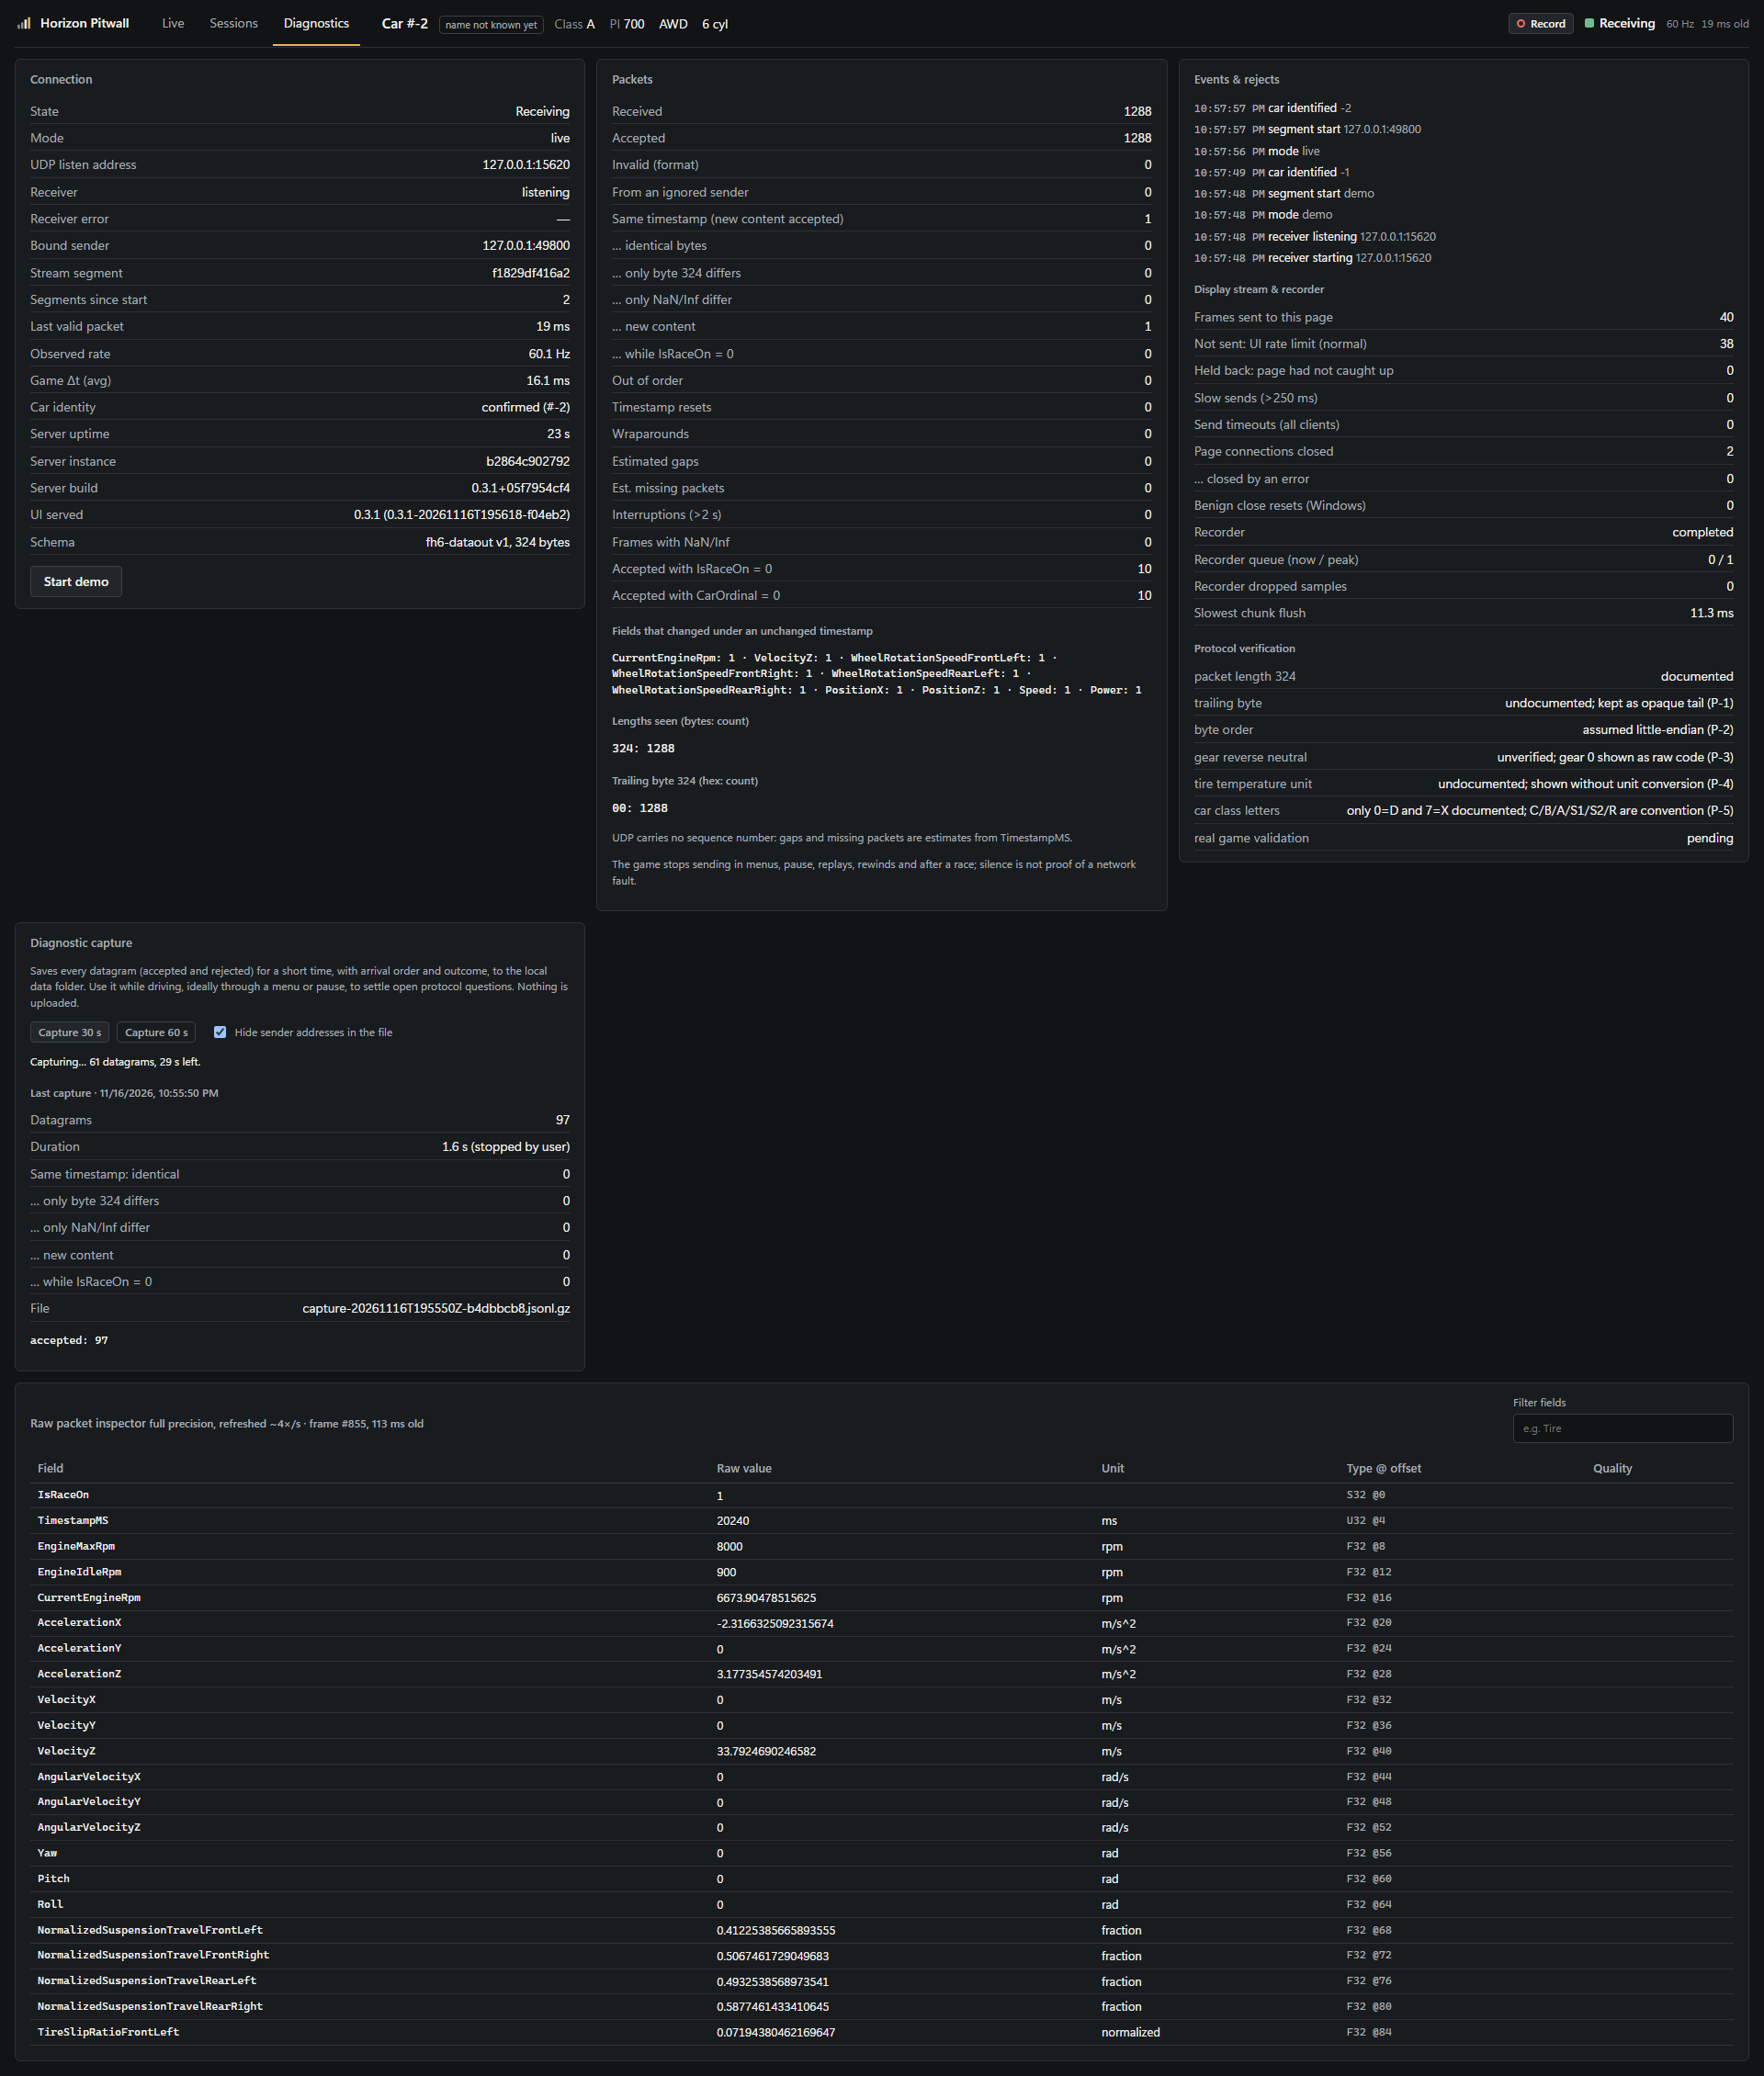 Horizon Pitwall Live Sessions Diagnostics Car #-2 name not known yet Class A PI 700 AWD 6 cyl Record Receiving 60 Hz 19 ms old
Connection
State Receiving
Mode live
UDP listen address 127.0.0.1:15620
Receiver listening
Receiver error —
Bound sender 127.0.0.1:49800
Stream segment f1829df416a2
Segments since start 2
Last valid packet 19 ms
Observed rate 60.1 Hz
Game Δt (avg) 16.1 ms
Car identity confirmed (#-2)
Server uptime 23 s
Server instance b2864c902792
Server build 0.3.1+05f7954cf4
UI served 0.3.1 (0.3.1-20261116T195618-f04eb2)
Schema fh6-dataout v1, 324 bytes
Start demo
Packets
Received 1288
Accepted 1288
Invalid (format) 0
From an ignored sender 0
Same timestamp (new content accepted) 1
... identical bytes 0
... only byte 324 differs 0
... only NaN/Inf differ 0
... new content 1
... while IsRaceOn = 0 0
Out of order 0
Timestamp resets 0
Wraparounds 0
Estimated gaps 0
Est. missing packets 0
Interruptions (>2 s) 0
Frames with NaN/Inf 0
Accepted with IsRaceOn = 0 10
Accepted with CarOrdinal = 0 10
Fields that changed under an unchanged timestamp
CurrentEngineRpm: 1 · VelocityZ: 1 · WheelRotationSpeedFrontLeft: 1 ·
WheelRotationSpeedFrontRight: 1 · WheelRotationSpeedRearLeft: 1 ·
WheelRotationSpeedRearRight: 1 · PositionX: 1 · PositionZ: 1 · Speed: 1 · Power: 1
Lengths seen (bytes: count)
324: 1288
Trailing byte 324 (hex: count)
00: 1288
UDP carries no sequence number: gaps and missing packets are estimates from TimestampMS.
The game stops sending in menus, pause, replays, rewinds and after a race; silence is not proof of a network
fault.
Events & rejects
10:57:57 PM car identified -2
10:57:57 PM segment start 127.0.0.1:49800
10:57:56 PM mode live
10:57:49 PM car identified -1
10:57:48 PM segment start demo
10:57:48 PM mode demo
10:57:48 PM receiver listening 127.0.0.1:15620
10:57:48 PM receiver starting 127.0.0.1:15620
Display stream & recorder
Frames sent to this page 40
Not sent: UI rate limit (normal) 38
Held back: page had not caught up 0
Slow sends (>250 ms) 0
Send timeouts (all clients) 0
Page connections closed 2
... closed by an error 0
Benign close resets (Windows) 0
Recorder completed
Recorder queue (now / peak) 0 / 1
Recorder dropped samples 0
Slowest chunk flush 11.3 ms
Protocol verification
packet length 324 documented
trailing byte undocumented; kept as opaque tail (P-1)
byte order assumed little-endian (P-2)
gear reverse neutral unverified; gear 0 shown as raw code (P-3)
tire temperature unit undocumented; shown without unit conversion (P-4)
car class letters only 0=D and 7=X documented; C/B/A/S1/S2/R are convention (P-5)
real game validation pending
Diagnostic capture
Saves every datagram (accepted and rejected) for a short time, with arrival order and outcome, to the local
data folder. Use it while driving, ideally through a menu or pause, to settle open protocol questions. Nothing is
uploaded.
Capture 30 s Capture 60 s Hide sender addresses in the file
Capturing... 61 datagrams, 29 s left.
Last capture · 11/16/2026, 10:55:50 PM
Datagrams 97
Duration 1.6 s (stopped by user)
Same timestamp: identical 0
... only byte 324 differs 0
... only NaN/Inf differ 0
... new content 0
... while IsRaceOn = 0 0
File capture-20261116T195550Z-b4dbbcb8.jsonl.gz
accepted: 97
Raw packet inspector full precision, refreshed ~4×/s · frame #855, 113 ms old
Filter fields
e.g. Tire
Field Raw value Unit Type @ offset Quality
IsRaceOn 1 S32 @0
TimestampMS 20240 ms U32 @4
EngineMaxRpm 8000 rpm F32 @8
EngineIdleRpm 900 rpm F32 @12
CurrentEngineRpm 6673.90478515625 rpm F32 @16
AccelerationX -2.3166325092315674 m/s^2 F32 @20
AccelerationY 0 m/s^2 F32 @24
AccelerationZ 3.177354574203491 m/s^2 F32 @28
VelocityX 0 m/s F32 @32
VelocityY 0 m/s F32 @36
VelocityZ 33.7924690246582 m/s F32 @40
AngularVelocityX 0 rad/s F32 @44
AngularVelocityY 0 rad/s F32 @48
AngularVelocityZ 0 rad/s F32 @52
Yaw 0 rad F32 @56
Pitch 0 rad F32 @60
Roll 0 rad F32 @64
NormalizedSuspensionTravelFrontLeft 0.41225385665893555 fraction F32 @68
NormalizedSuspensionTravelFrontRight 0.5067461729049683 fraction F32 @72
NormalizedSuspensionTravelRearLeft 0.4932538568973541 fraction F32 @76
NormalizedSuspensionTravelRearRight 0.5877461433410645 fraction F32 @80
TireSlipRatioFrontLeft 0.07194380462169647 normalized F32 @84